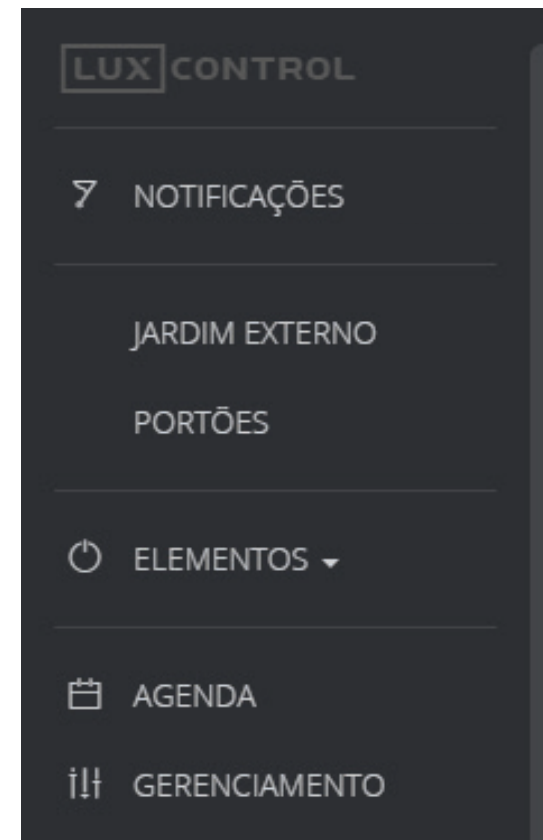 LUX CONTROL
NOTIFICAÇÕES
JARDIM EXTERNO
PORTÕES
ELEMENTOS
AGENDA
GERENCIAMENTO